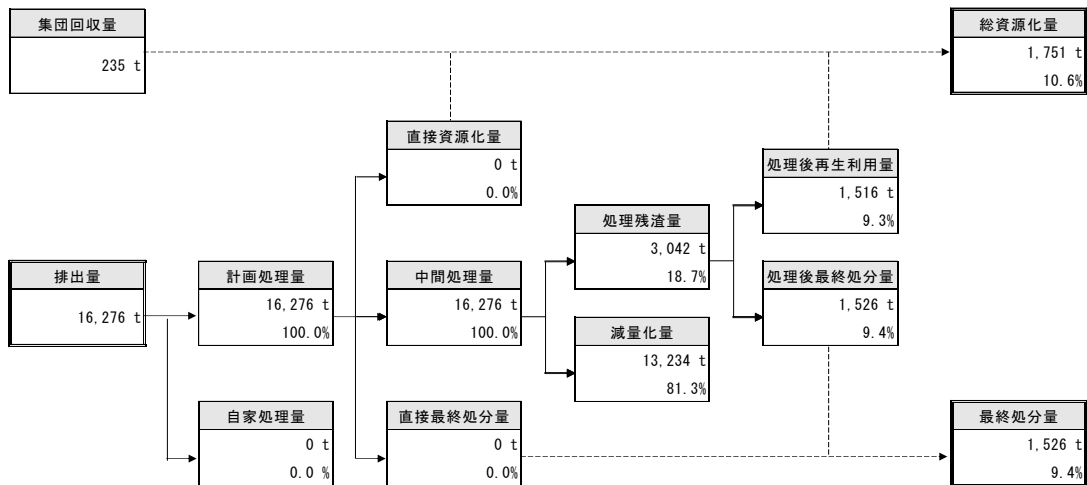 集団回収量
235 t
総資源化量
1,751 t
10.6%
直接資源化量
0 t
0.0%
処理後再生利用量
1,516 t
9.3%
処理残渣量
3,042 t
18.7%
排出量
16,276 t
計画処理量
16,276 t
100.0%
中間処理量
16,276 t
100.0%
処理後最終処分量
1,526 t
9.4%
減量化量
13,234 t
81.3%
自家処理量
0 t
0.0 %
直接最終処分量
0 t
0.0%
最終処分量
1,526 t
9.4%